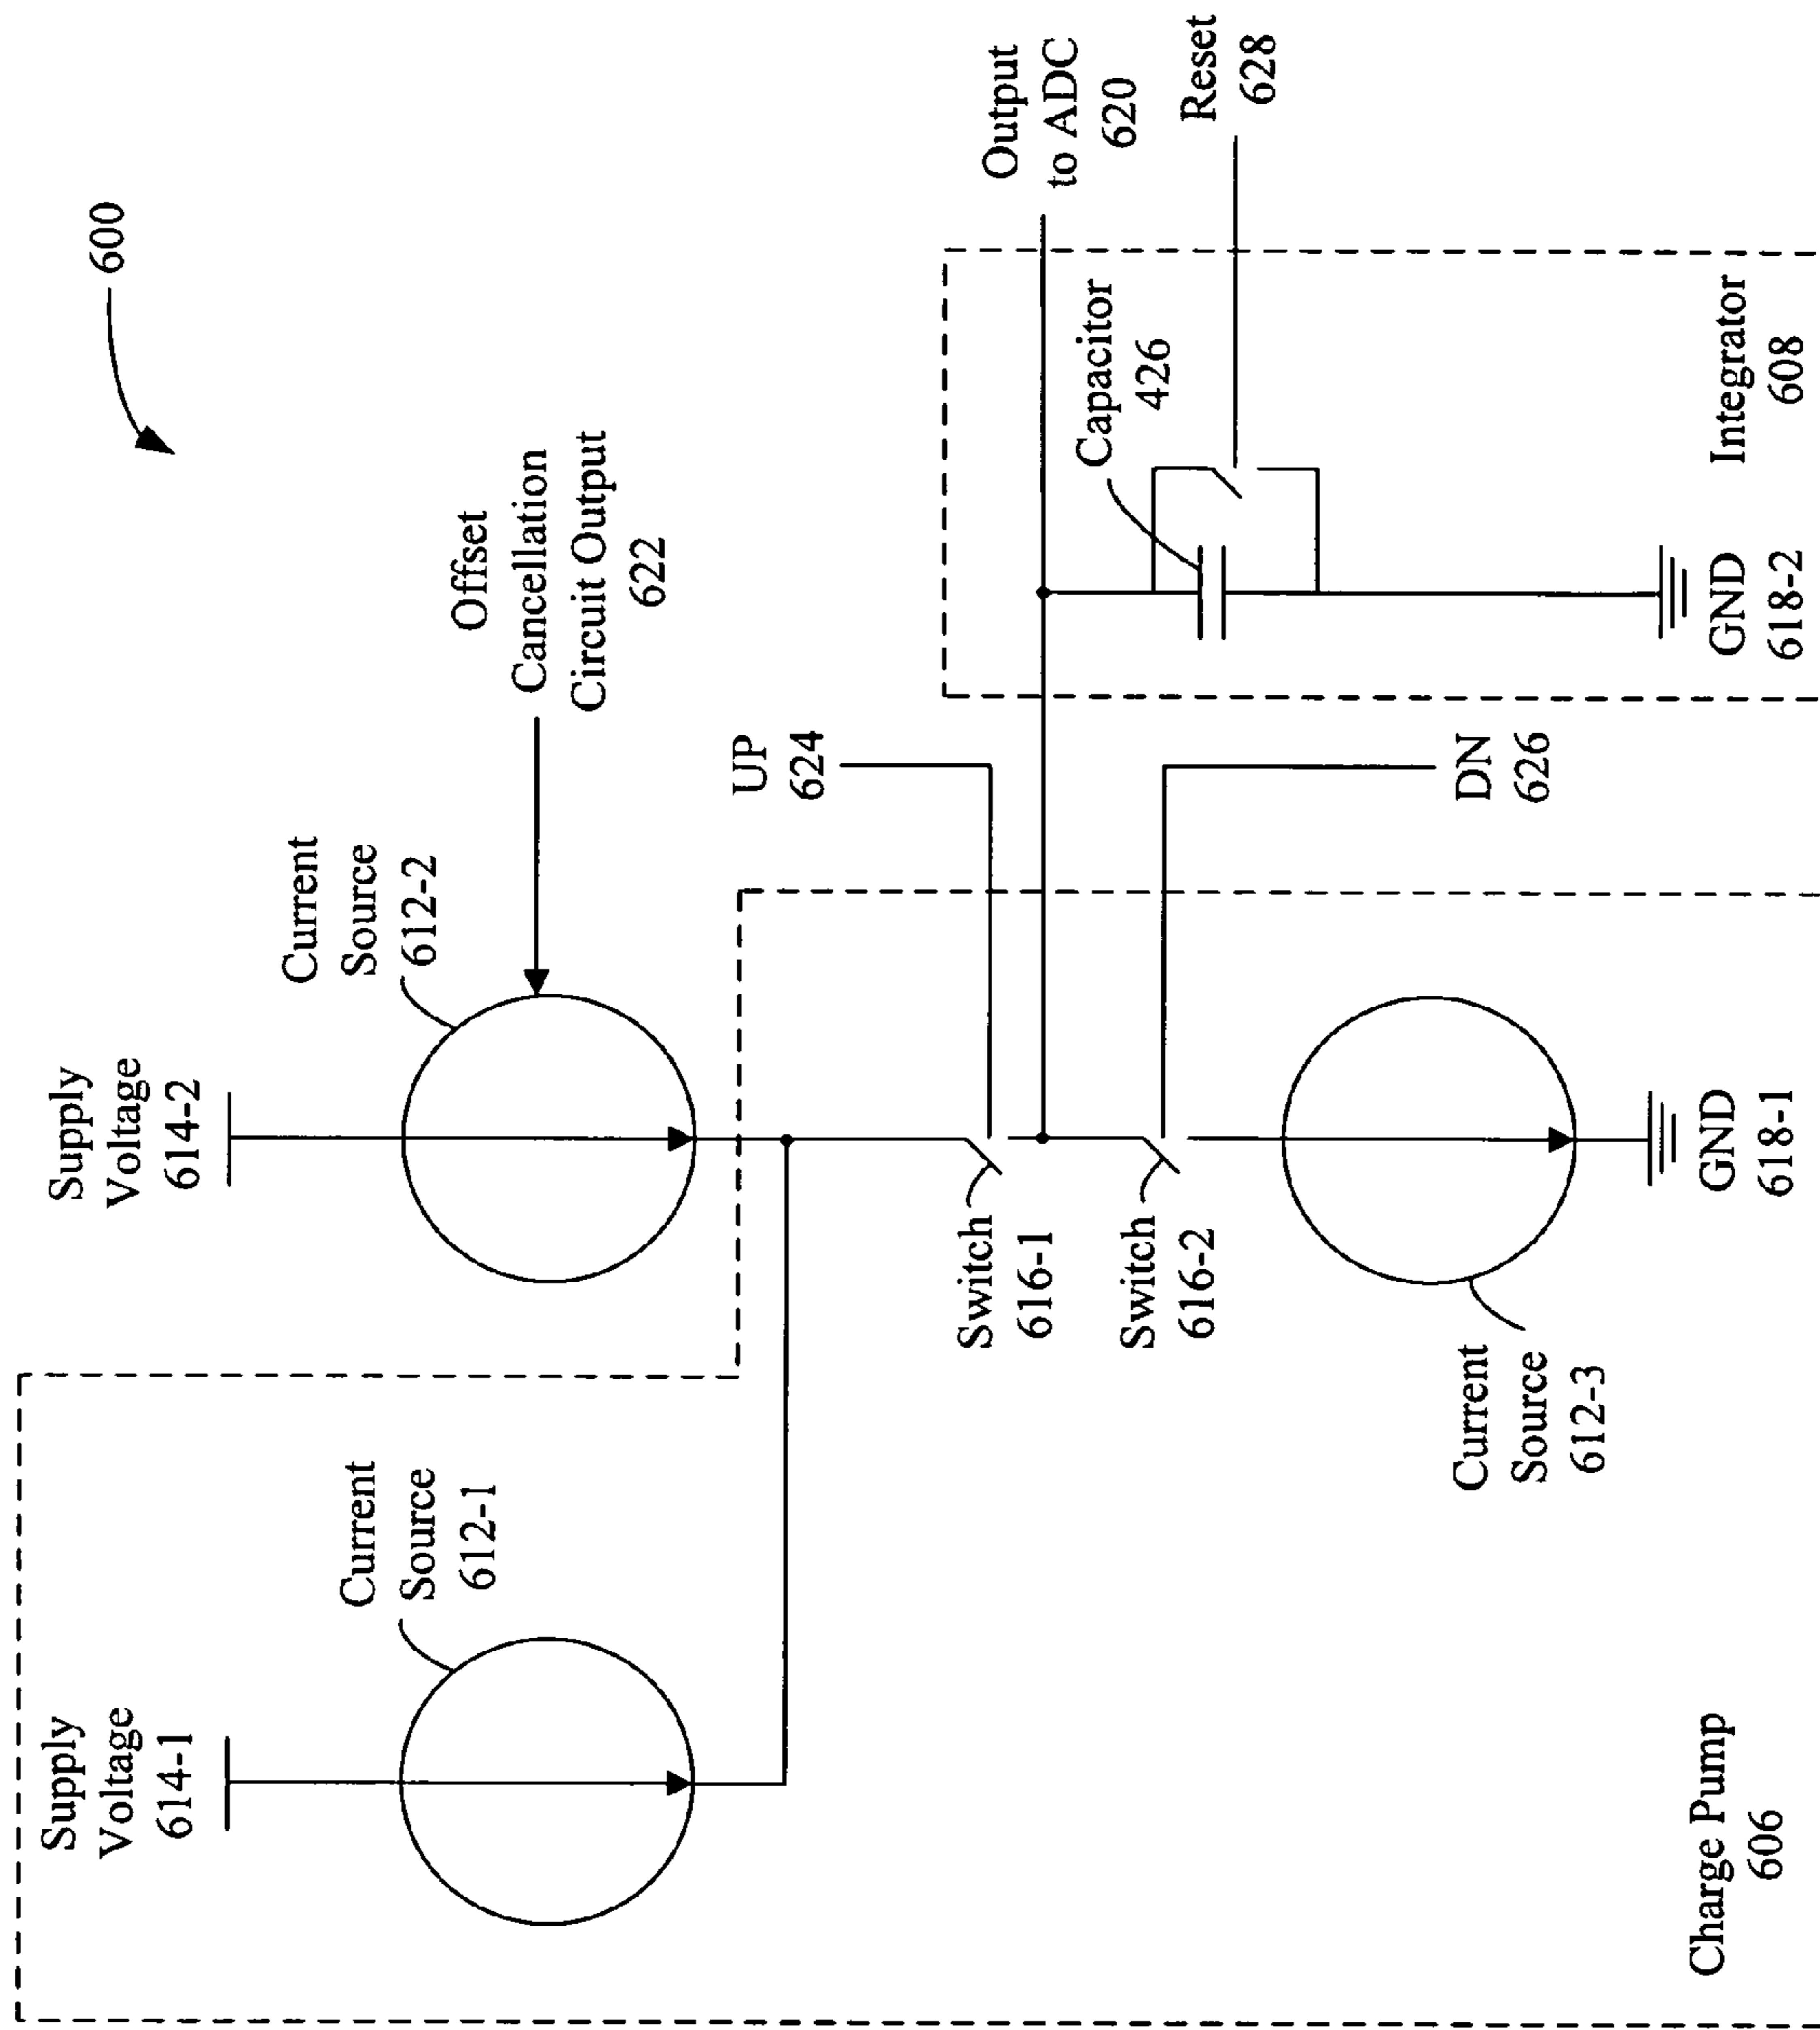 600
Supply
Voltage
614-1
Supply
Voltage
614-2
Current
Source
612-1
Current
Source
612-2
Offset
Cancellation
Circuit Output
622
UP
624
Switch
616-1
Switch
616-2
Output
to ADC
620
Capacitor
426
Reset
628
Current
Source
612-3
DN
626
Charge Pump
606
GND
618-1
GND
618-2
Integrator
608